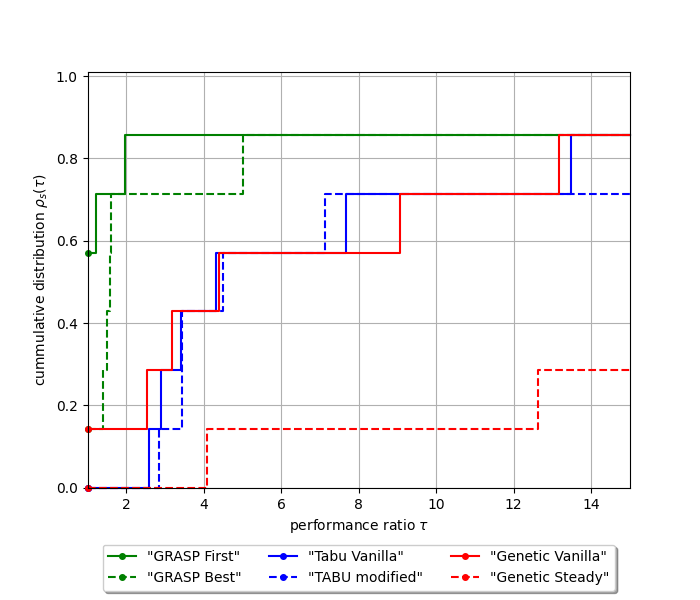 1.0
0.8
0.6
0.4
0.2
0.0
cummulative distribution ρs(τ)
2 4 6 8 10 12 14
performance ratio τ
"GRASP First" "Tabu Vanilla" "Genetic Vanilla"
"GRASP Best" "TABU modified" "Genetic Steady"